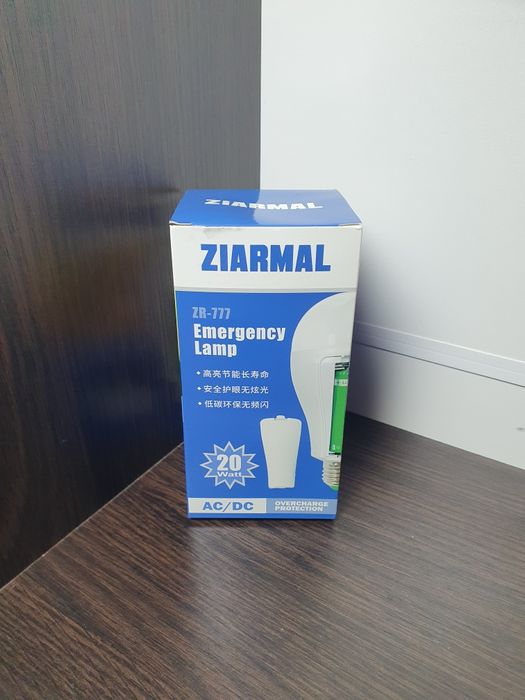 ZIARMAL
ZIARMAL
ZR-777
Emergency
Lamp
• 高亮节能长寿命
• 安全护眼无炫光
• 低碳环保无频闪
20
Watt
AC/DC
OVERCHARGE
PROTECTION